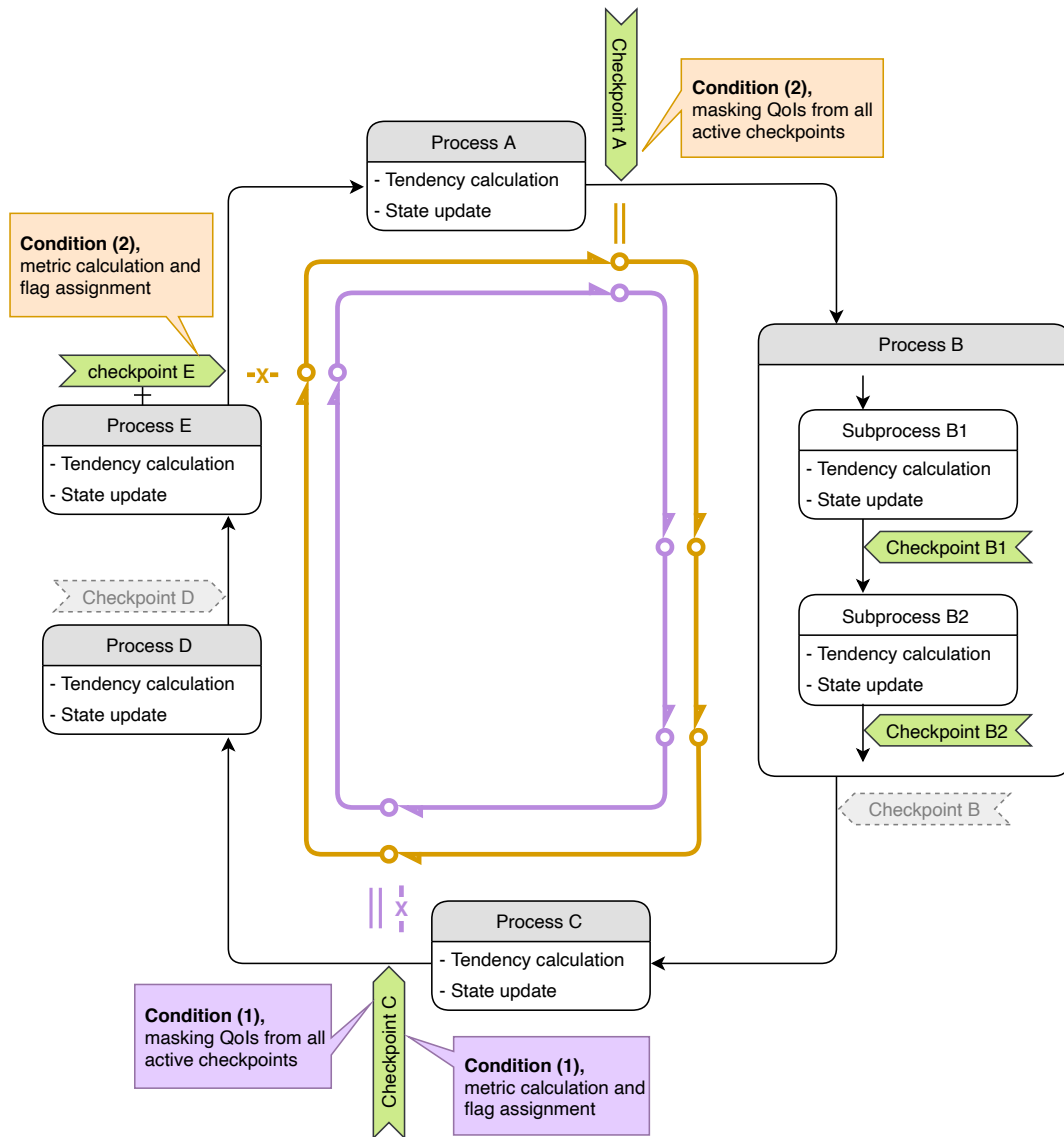 Checkpoint A
Condition (2),
masking QoIs from all
active checkpoints
Process A
- Tendency calculation
- State update
Condition (2),
metric calculation and
flag assignment
checkpoint E
-x-
Process E
- Tendency calculation
- State update
Process B
Subprocess B1
- Tendency calculation
- State update
Checkpoint B1
Subprocess B2
- Tendency calculation
- State update
Checkpoint B2
Checkpoint B
Checkpoint D
Process D
- Tendency calculation
- State update
x
Process C
- Tendency calculation
- State update
Checkpoint C
Condition (1),
masking QoIs from all
active checkpoints
Condition (1),
metric calculation and
flag assignment